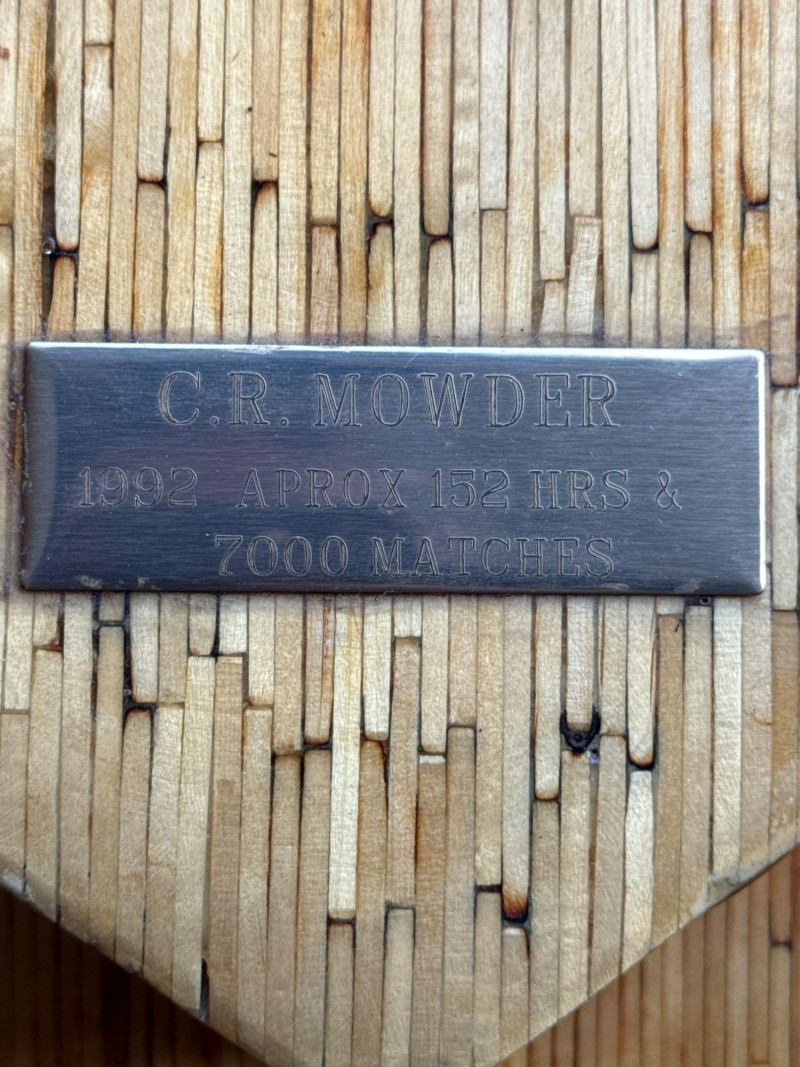 C.R. MOWDER
1992 APROX 152 HRS &
7000 MATCHES